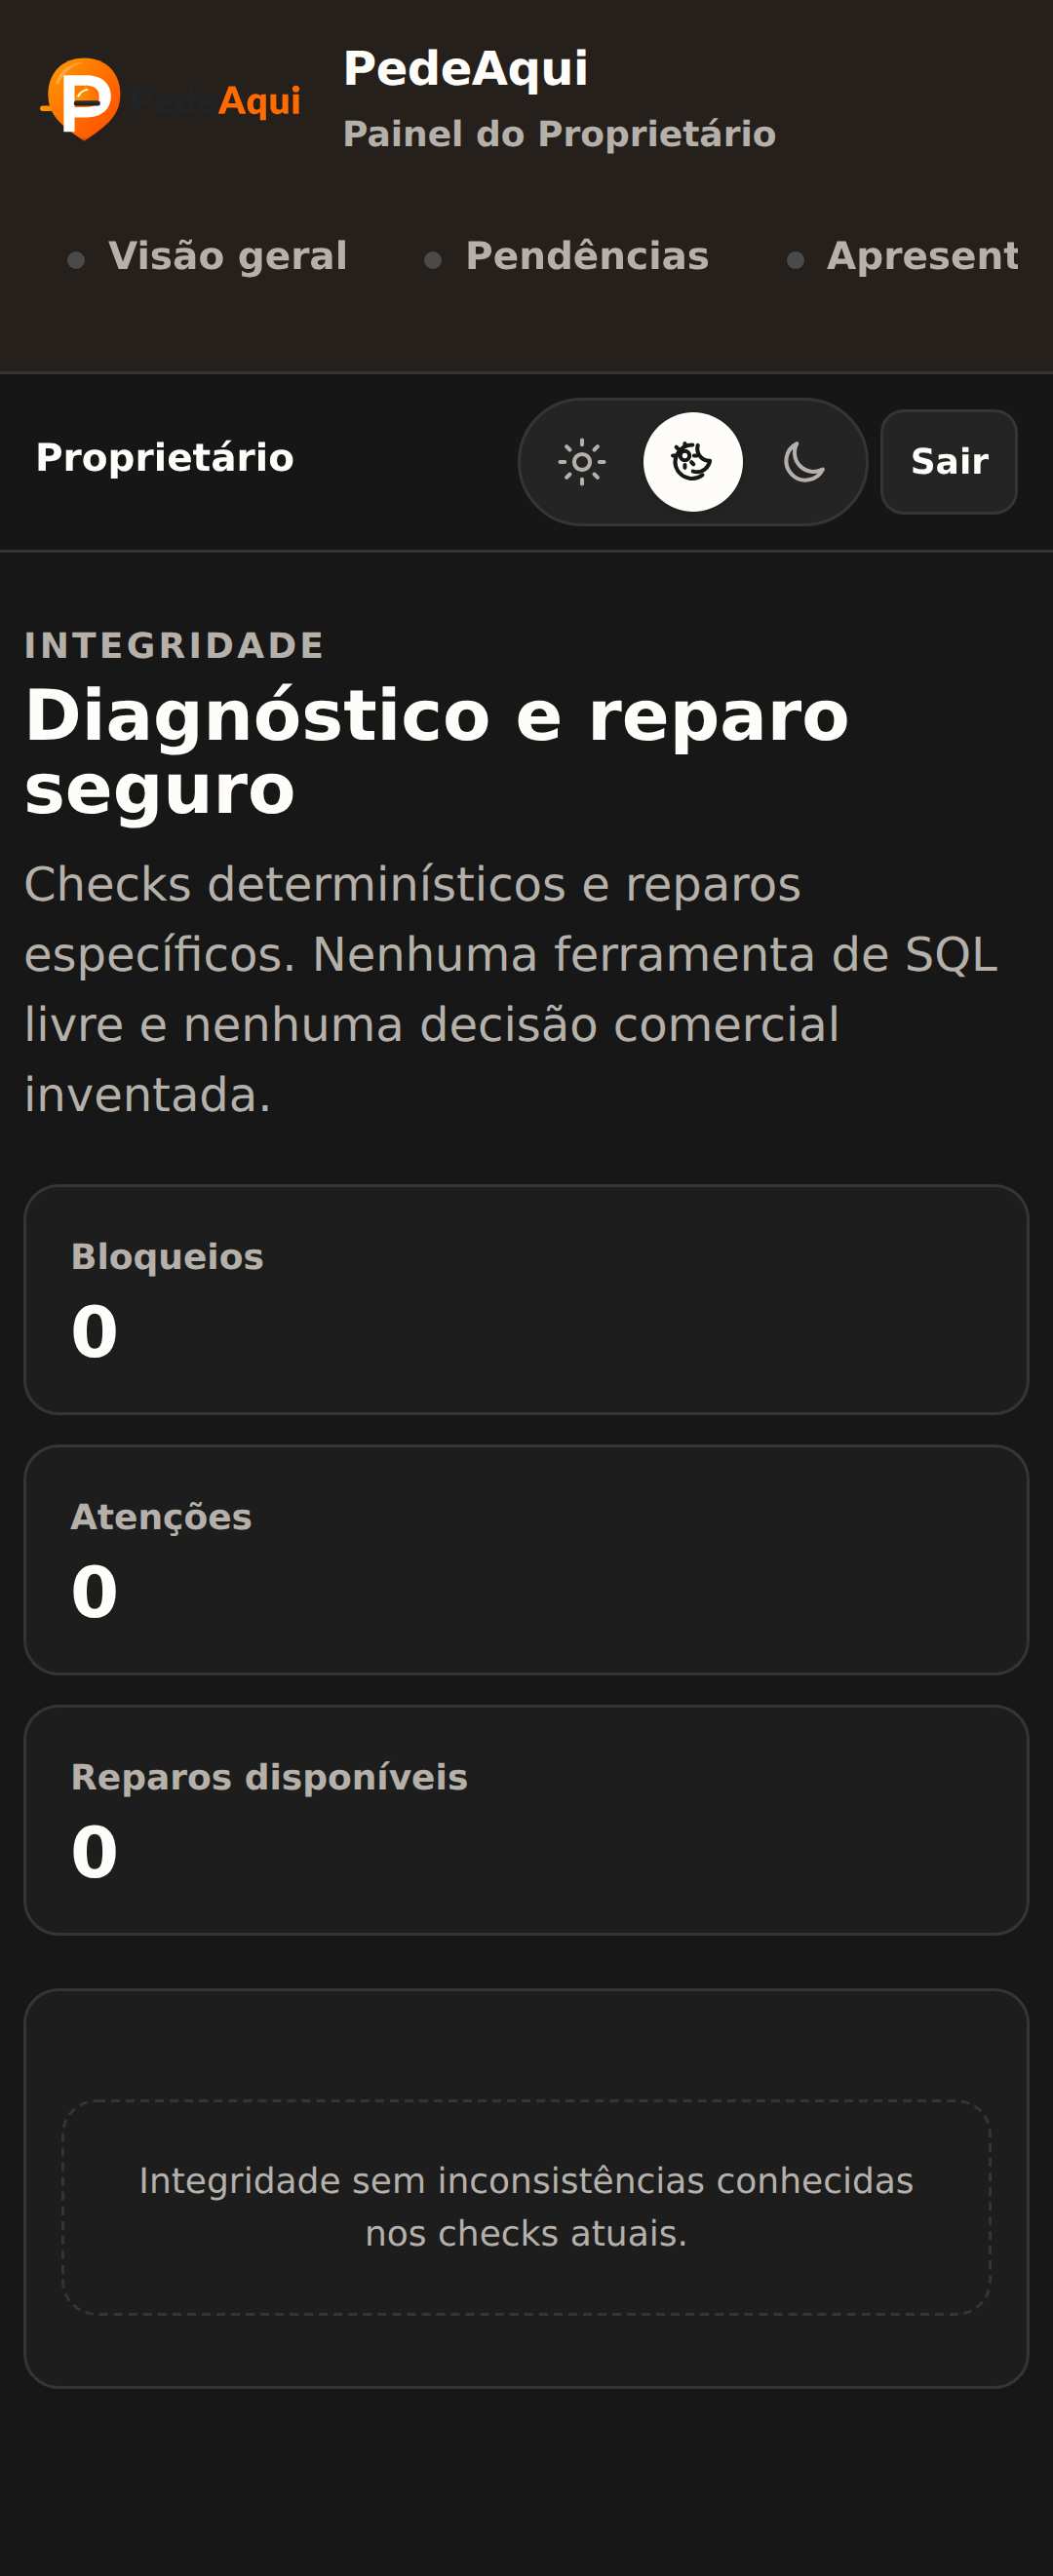 PedeAqui
PedeAqui
Painel do Proprietário
Visão geral
Pendências
Apresent
Proprietário
Sair
INTEGRIDADE
Diagnóstico e reparo
seguro
Checks determinísticos e reparos
específicos. Nenhuma ferramenta de SQL
livre e nenhuma decisão comercial
inventada.
Bloqueios
0
Atenções
0
Reparos disponíveis
0
Integridade sem inconsistências conhecidas
nos checks atuais.